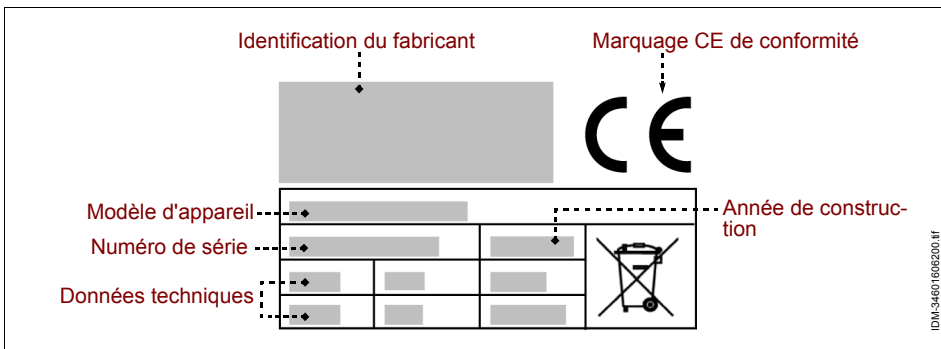 Identification du fabricant
Marquage CE de conformité
CE
Modèle d'appareil
Année de construc-
tion
Numéro de série
Données techniques
IDM-34601606200.tif